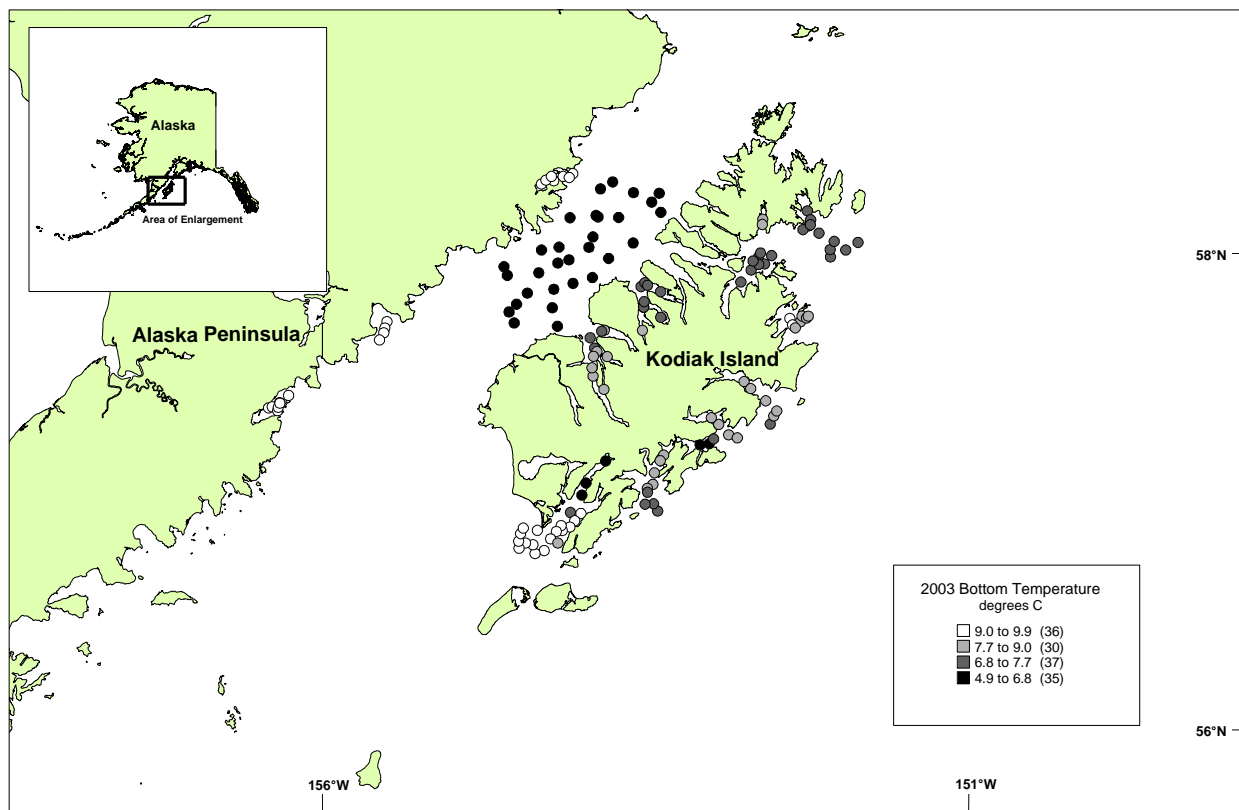 Alaska
Area of Enlargement
58°N
Alaska Peninsula
Kodiak Island
2003 Bottom Temperature
degrees C
9.0 to 9.9 (36)
7.7 to 9.0 (30)
6.8 to 7.7 (37)
4.9 to 6.8 (35)
56°N
156°W
151°W